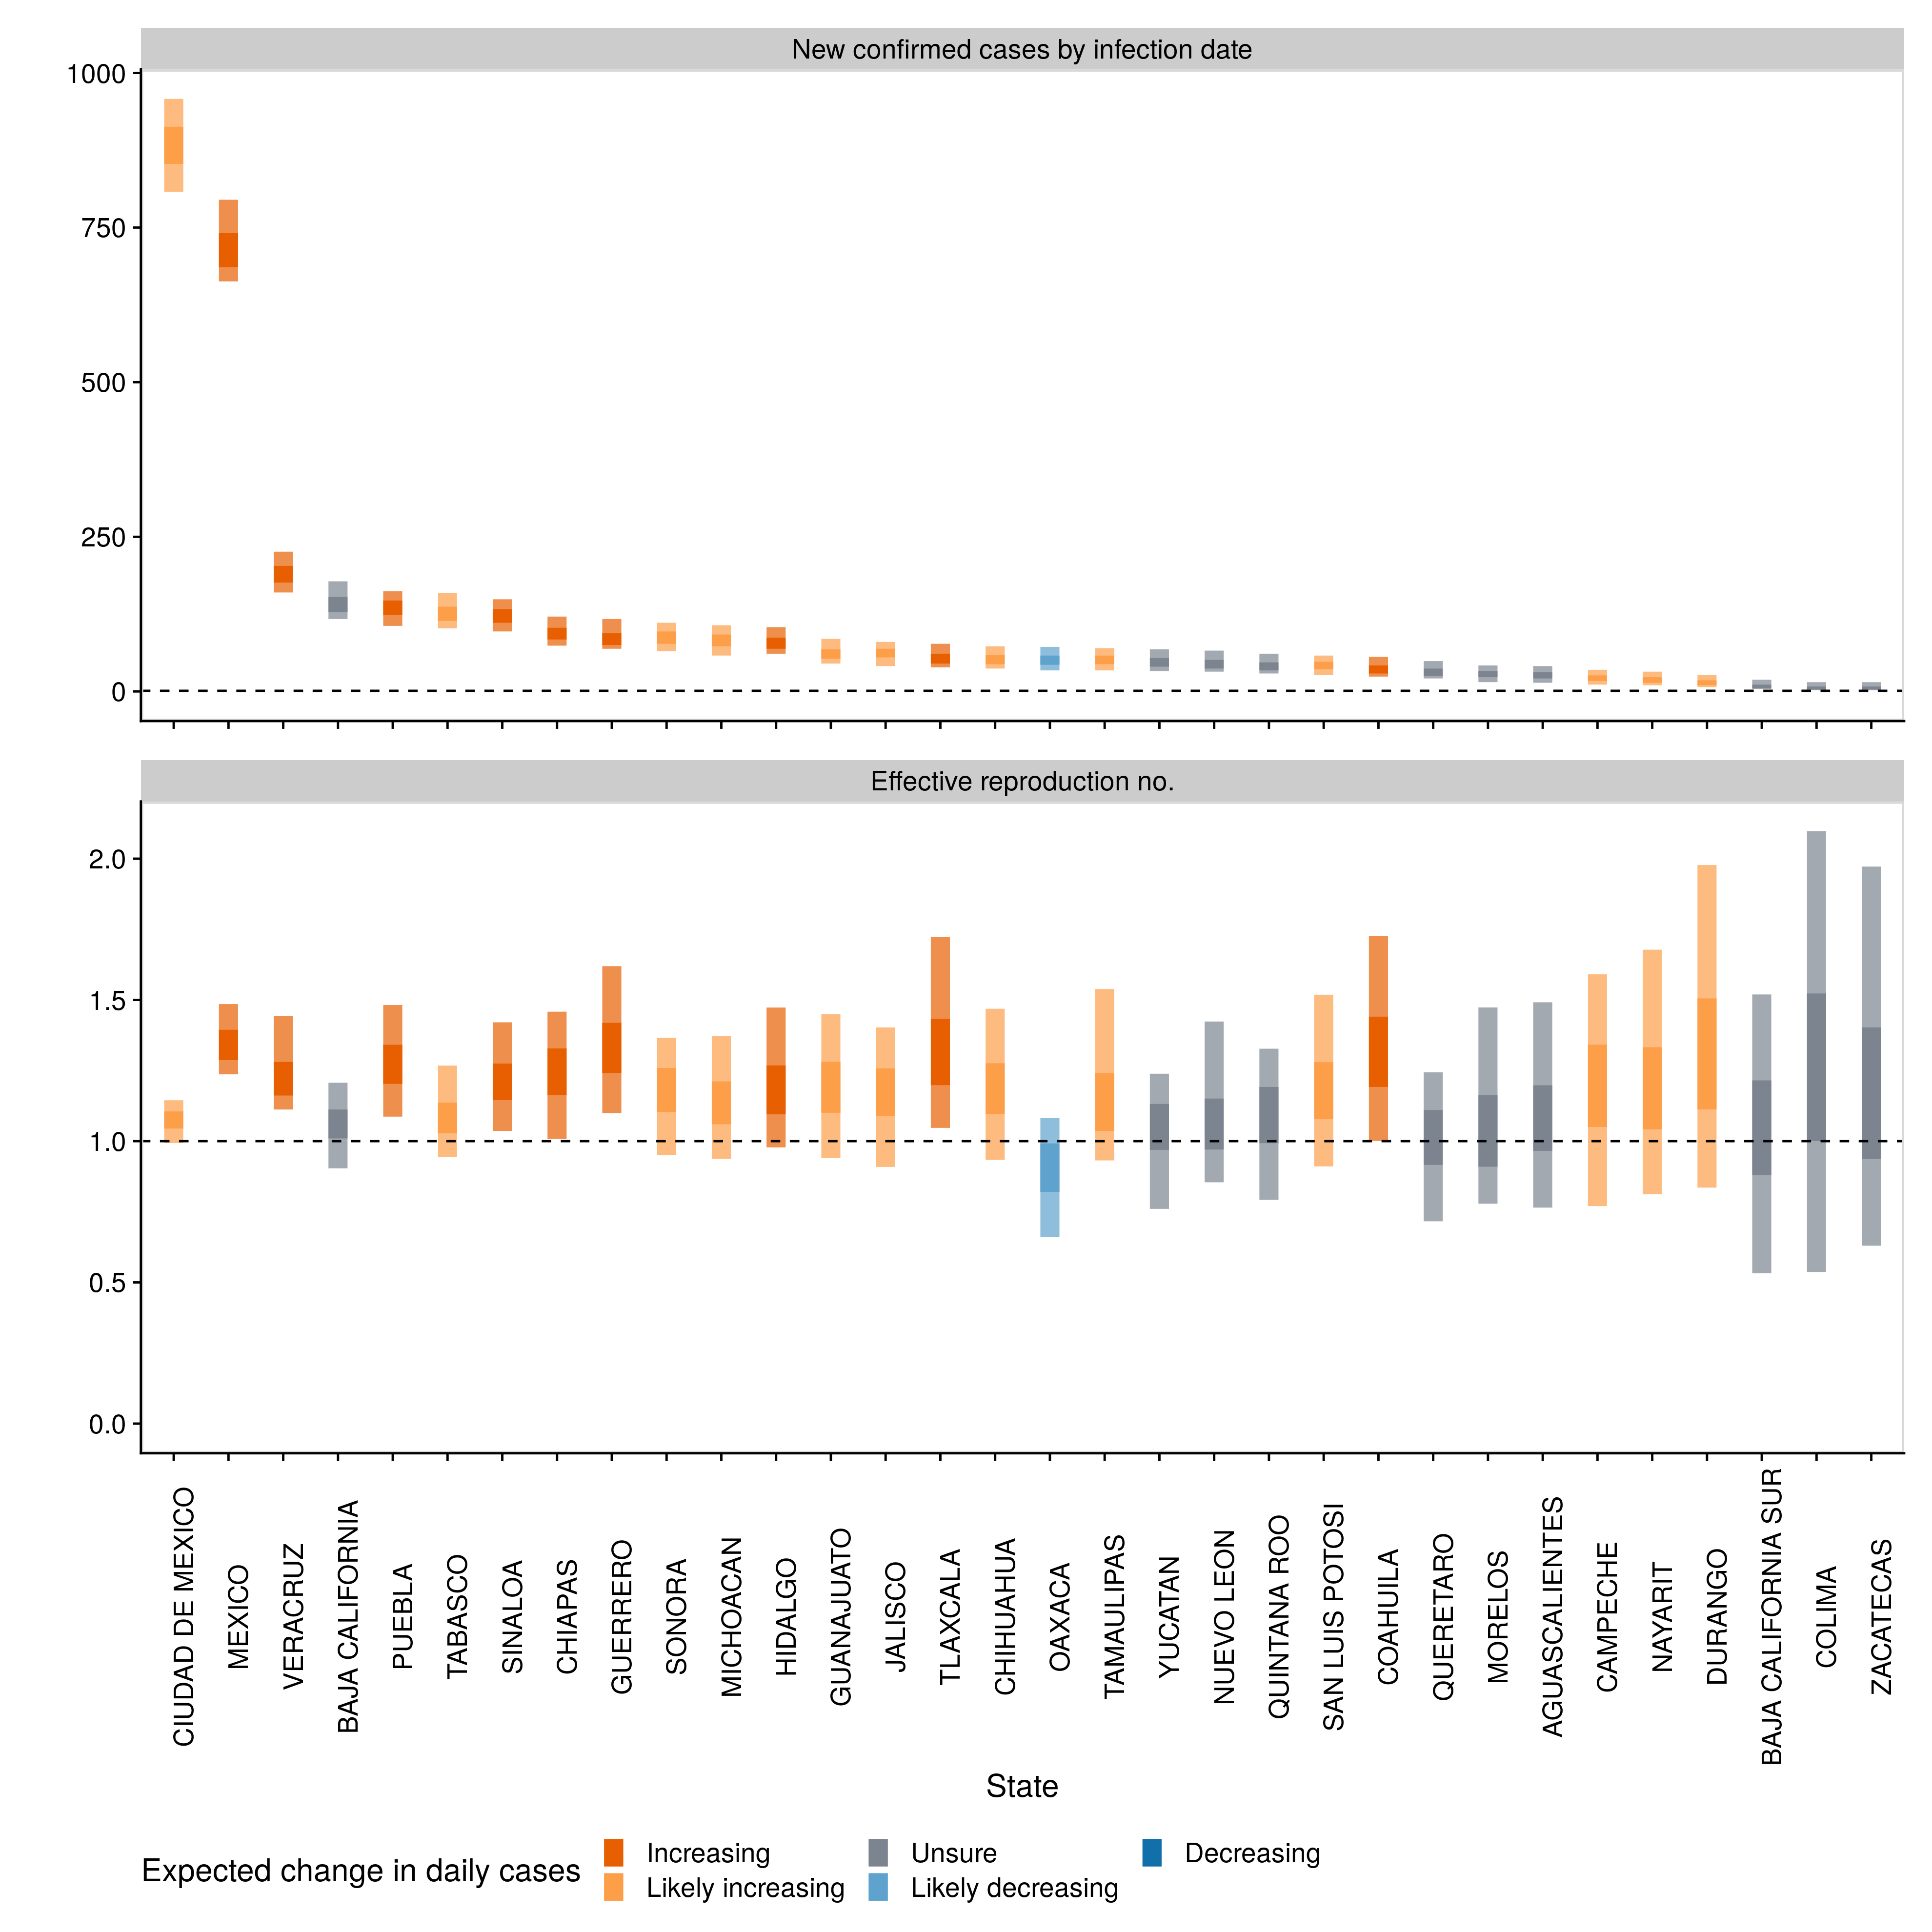 New confirmed cases by infection date
1000
750
500
250
0
Effective reproduction no.
2.0
1.5
1.0
0.5
0.0
CIUDAD DE MEXICO
MEXICO
VERACRUZ
BAJA CALIFORNIA
PUEBLA
TABASCO
SINALOA
CHIAPAS
GUERRERO
SONORA
MICHOACAN
HIDALGO
GUANAJUATO
JALISCO
TLAXCALA
CHIHUAHUA
OAXACA
TAMAULIPAS
YUCATAN
NUEVO LEON
QUINTANA ROO
SAN LUIS POTOSI
COAHUILA
QUERETARO
MORELOS
AGUASCALIENTES
CAMPECHE
NAYARIT
DURANGO
BAJA CALIFORNIA SUR
COLIMA
ZACATECAS
State
Expected change in daily cases
Increasing
Likely increasing
Unsure
Likely decreasing
Decreasing